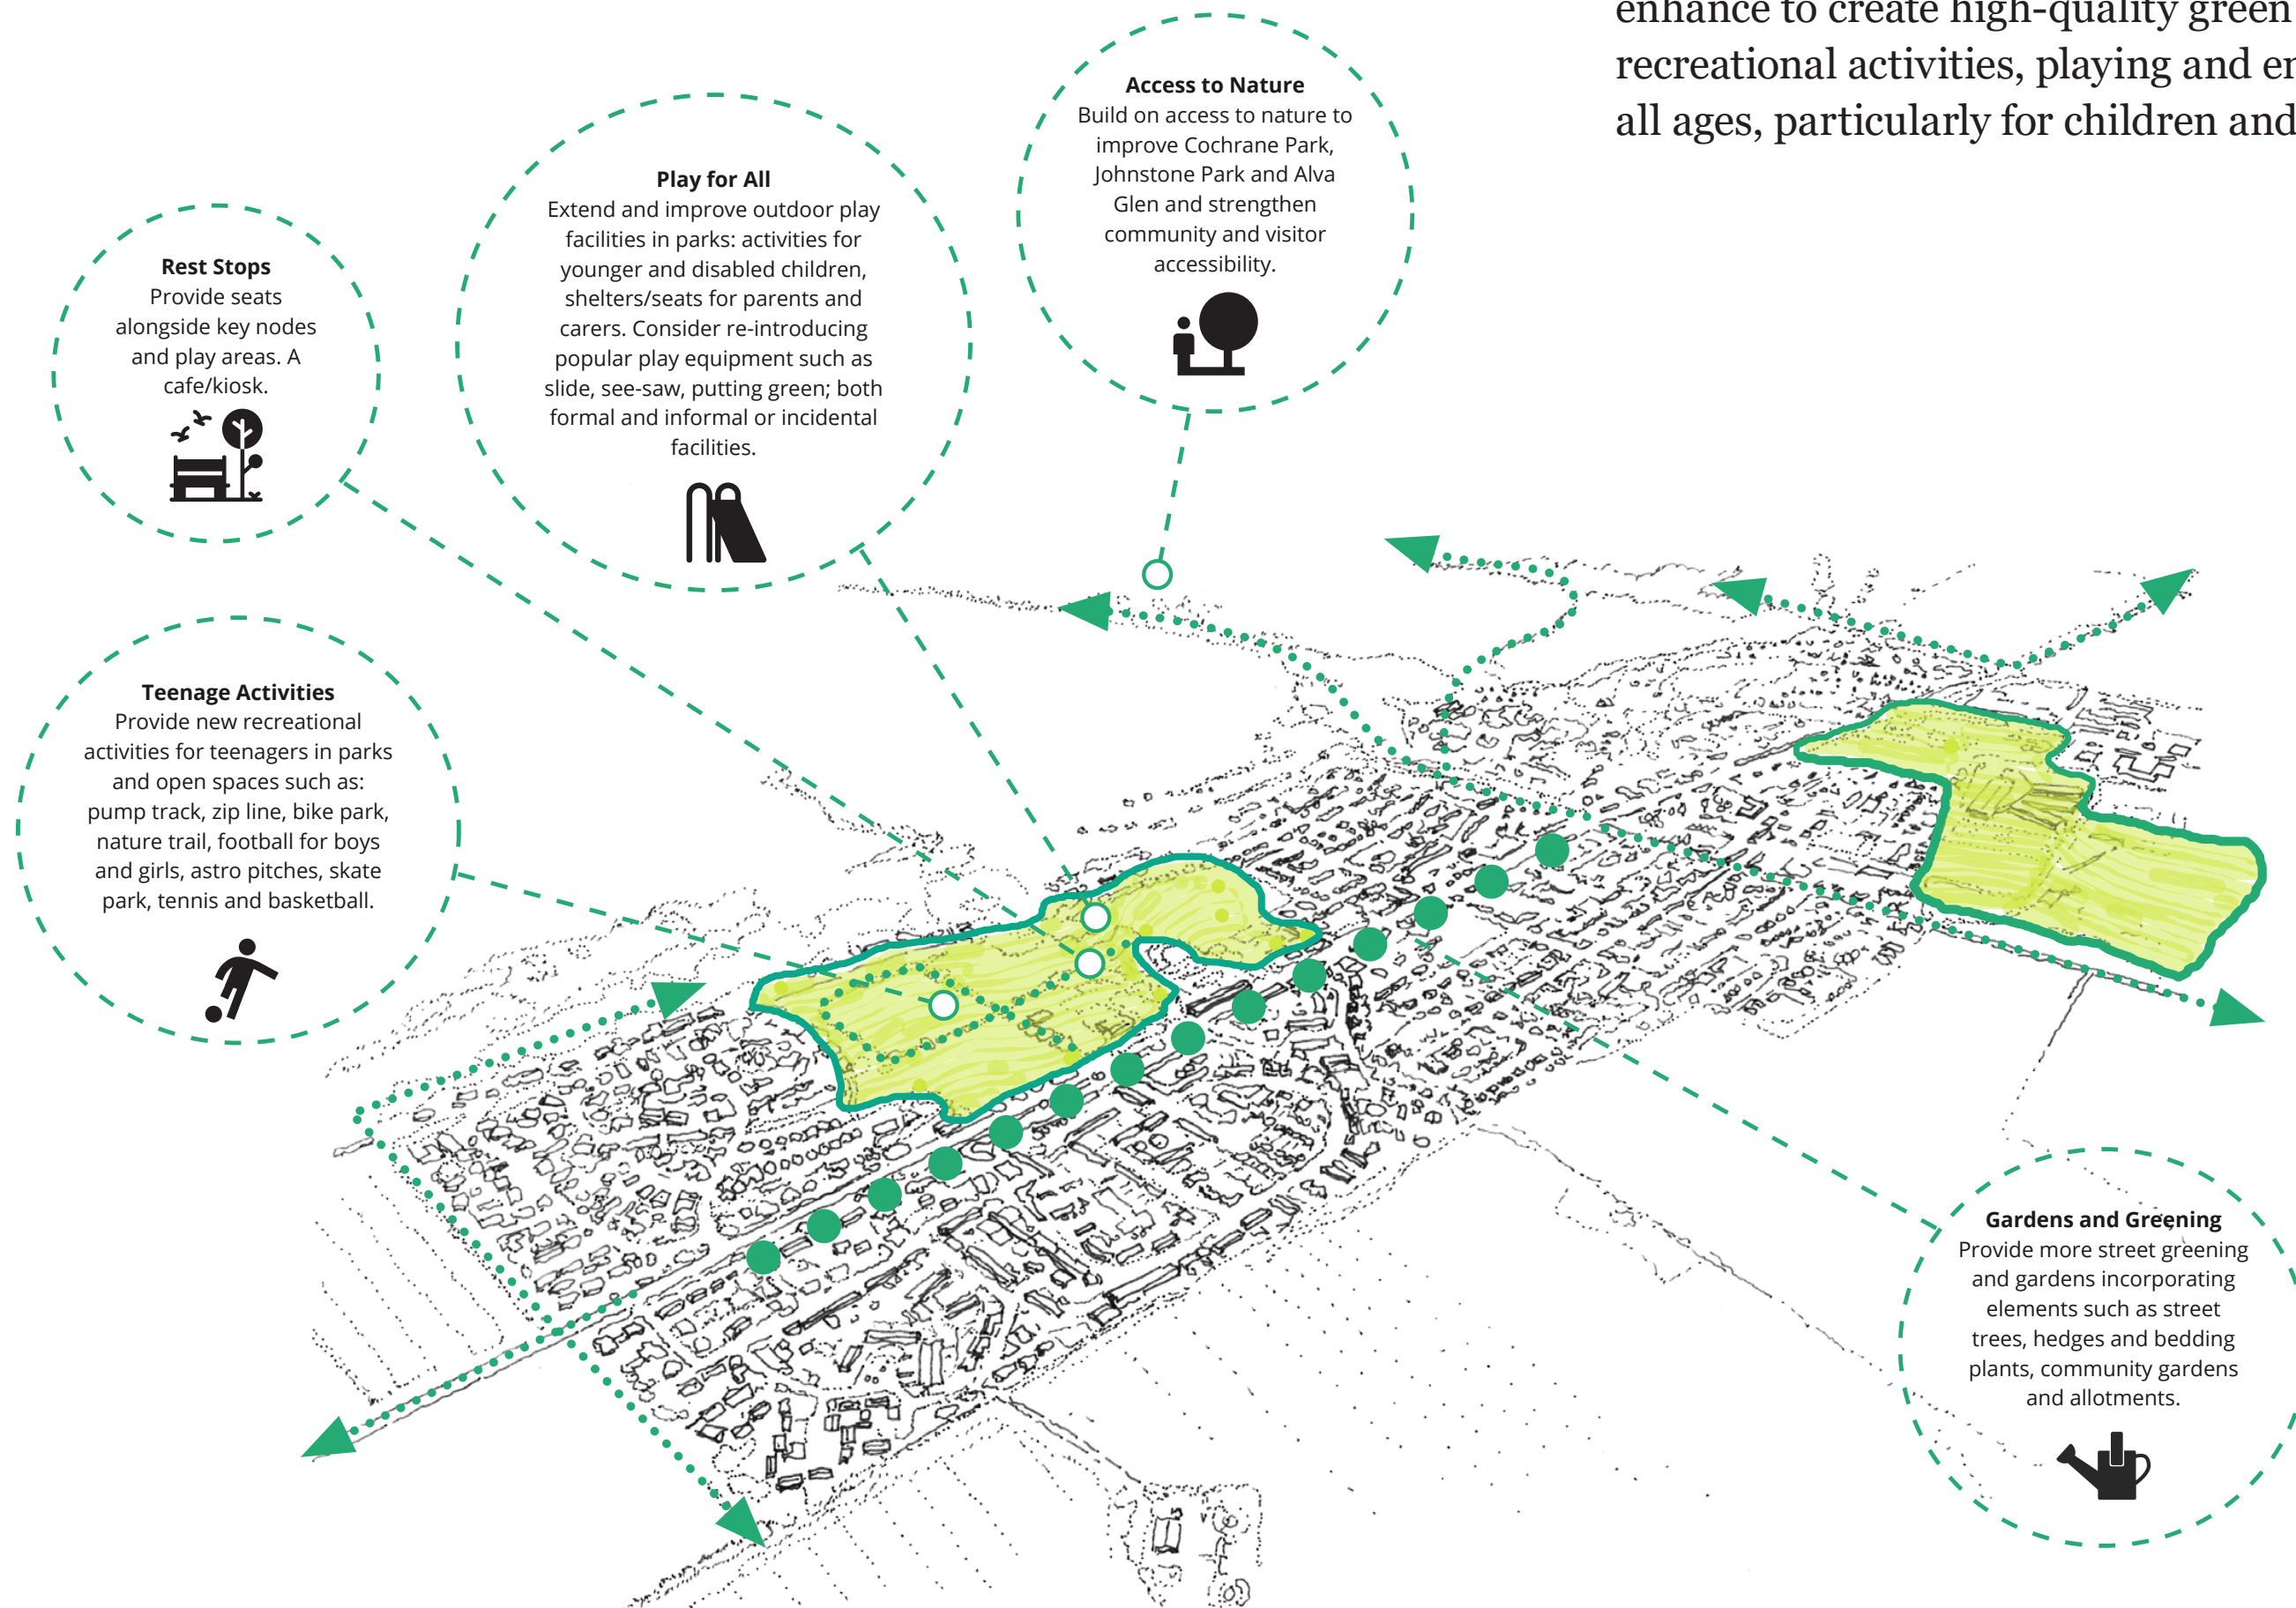 enhance to create high-quality green
recreational activities, playing and
all ages, particularly for children and
Access to Nature
Build on access to nature to
improve Cochrane Park,
Johnstone Park and Alva
Glen and strengthen
community and visitor
accessibility.
Play for All
Extend and improve outdoor play
facilities in parks: activities for
younger and disabled children,
shelters/seats for parents and
carers. Consider re-introducing
popular play equipment such as
slide, see-saw, putting green; both
formal and informal or incidental
facilities.
Rest Stops
Provide seats
alongside key nodes
and play areas. A
cafe/kiosk.
Teenage Activities
Provide new recreational
activities for teenagers in parks
and open spaces such as:
pump track, zip line, bike park,
nature trail, football for boys
and girls, astro pitches, skate
park, tennis and basketball.
Gardens and Greening
Provide more street greening
and gardens incorporating
elements such as street
trees, hedges and bedding
plants, community gardens
and allotments.